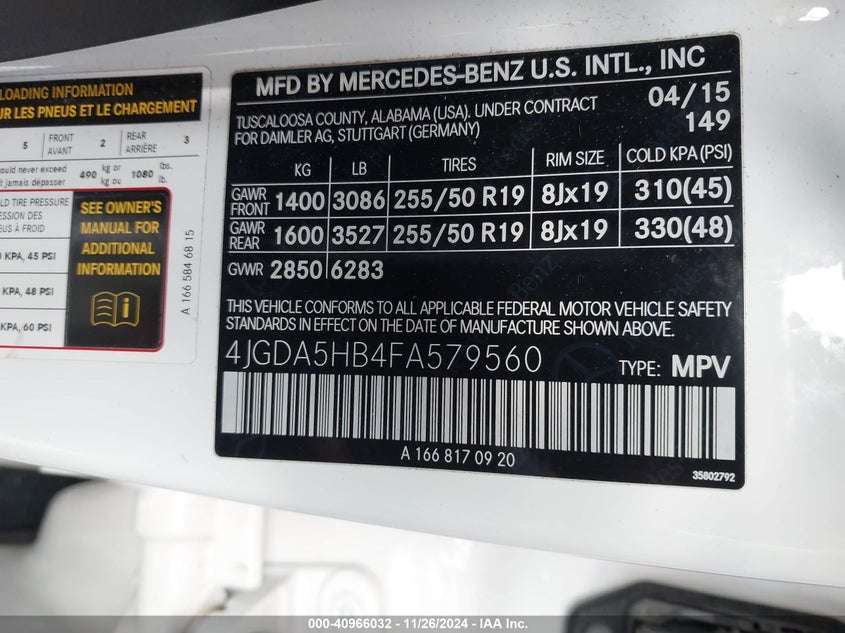 LOADING INFORMATION
UR LES PNEUS ET LE CHARGEMENT
5 FRONT AVANT 2 REAR ARRIÈRE 3
ould never exceed 490 kg or 1080 lbs.
t jamais dépasser kg ou lb.
LD TIRE PRESSURE
ESSION DES
EUS À FROID
KPA, 45 PSI
KPA, 48 PSI
KPA, 60 PSI
SEE OWNER'S
MANUAL FOR
ADDITIONAL
INFORMATION
A 166 584 68 15
MFD BY MERCEDES-BENZ U.S. INTL., INC
TUSCALOOSA COUNTY, ALABAMA (USA). UNDER CONTRACT 04/15
FOR DAIMLER AG, STUTTGART (GERMANY) 149
KG LB TIRES RIM SIZE COLD KPA(PSI)
GAWR FRONT 1400 3086 255/50 R19 8Jx19 310(45)
GAWR REAR 1600 3527 255/50 R19 8Jx19 330(48)
GVWR 2850 6283
THIS VEHICLE CONFORMS TO ALL APPLICABLE FEDERAL MOTOR VEHICLE SAFETY
STANDARDS IN EFFECT ON THE DATE OF MANUFACTURE SHOWN ABOVE.
4JGDA5HB4FA579560 TYPE: MPV
A 166 817 09 20
35802792
000-40966032 - 11/26/2024 - IAA Inc.